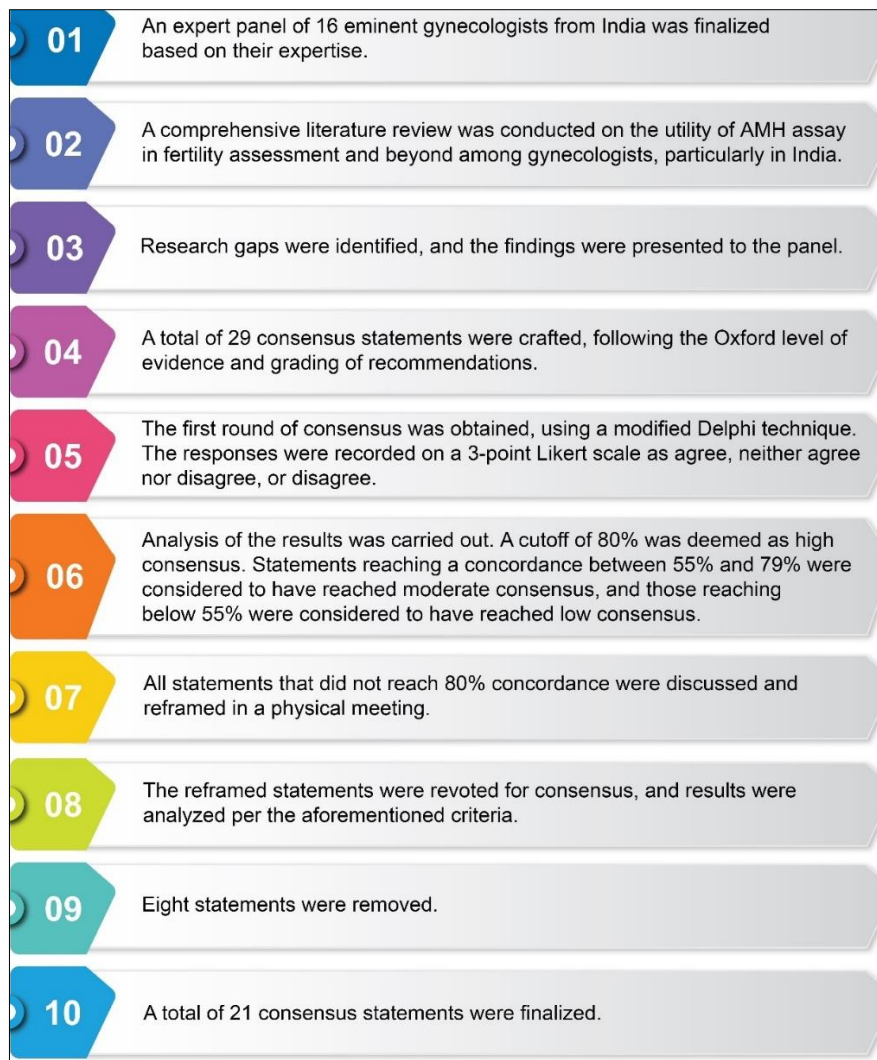 01
An expert panel of 16 eminent gynecologists from India was finalized
based on their expertise.
02
A comprehensive literature review was conducted on the utility of AMH assay
in fertility assessment and beyond among gynecologists, particularly in India.
03
Research gaps were identified, and the findings were presented to the panel.
04
A total of 29 consensus statements were crafted, following the Oxford level of
evidence and grading of recommendations.
05
The first round of consensus was obtained, using a modified Delphi technique.
The responses were recorded on a 3-point Likert scale as agree, neither agree
nor disagree, or disagree.
06
Analysis of the results was carried out. A cutoff of 80% was deemed as high
consensus. Statements reaching a concordance between 55% and 79% were
considered to have reached moderate consensus, and those reaching
below 55% were considered to have reached low consensus.
07
All statements that did not reach 80% concordance were discussed and
reframed in a physical meeting.
08
The reframed statements were revoted for consensus, and results were
analyzed per the aforementioned criteria.
09
Eight statements were removed.
10
A total of 21 consensus statements were finalized.